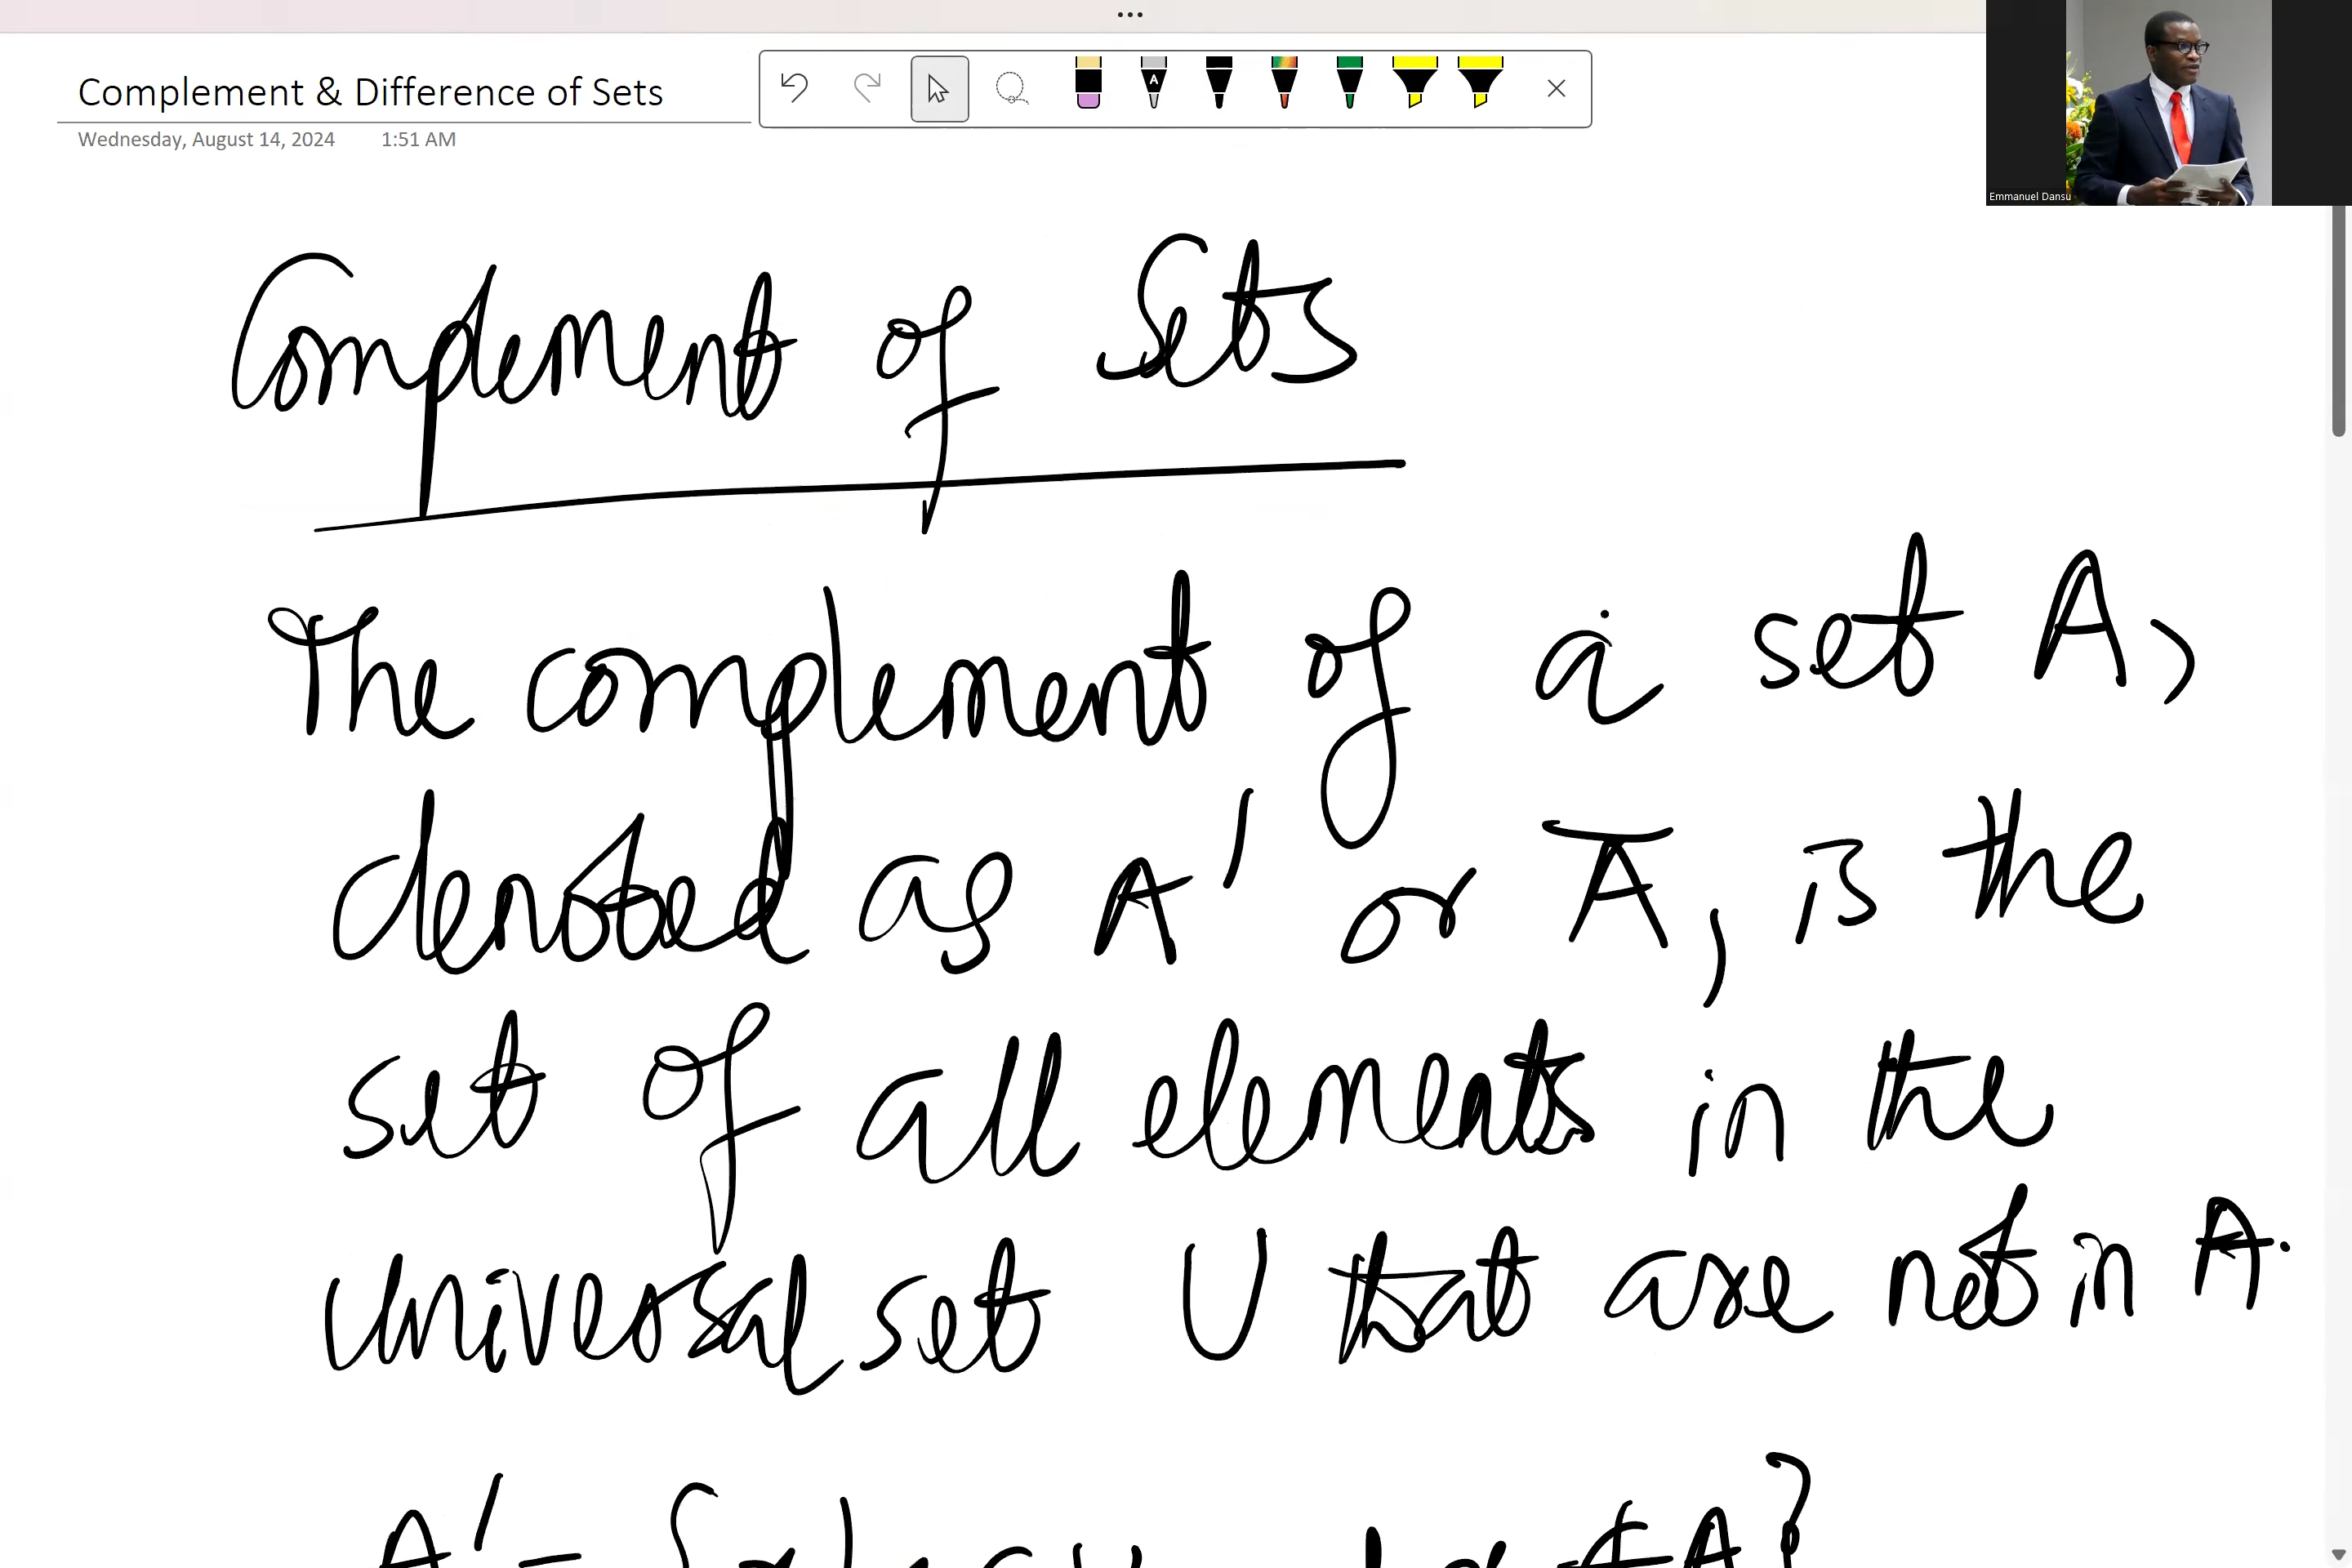 Complement & Difference of Sets
Wednesday, August 14, 2024 1:51 AM
Emmanuel Dansu
Complement of Sets
The complement of a set A,
denoted as A' or A̅, is the
set of all elements in the
universal set U that are not in A.
A' =